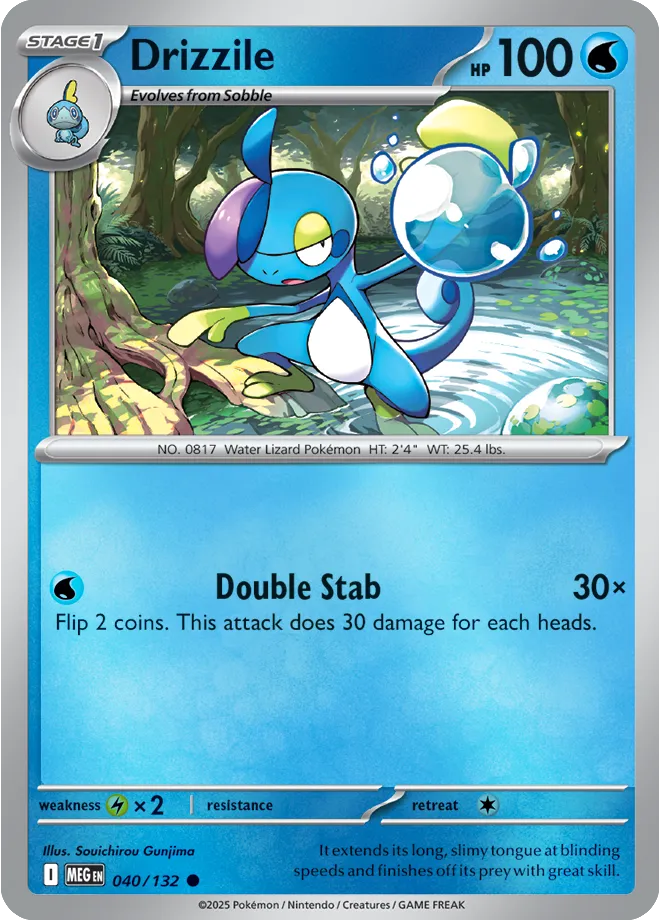 STAGE1 Drizzile HP 100
Evolves from Sobble
NO. 0817 Water Lizard Pokémon HT: 2'4" WT: 25.4 lbs.
Double Stab 30×
Flip 2 coins. This attack does 30 damage for each heads.
weakness ×2 resistance retreat
Illus. Souichirou Gunjima
It extends its long, slimy tongue at blinding
speeds and finishes off its prey with great skill.
I MEG EN 040/132
©2025 Pokémon / Nintendo / Creatures / GAME FREAK